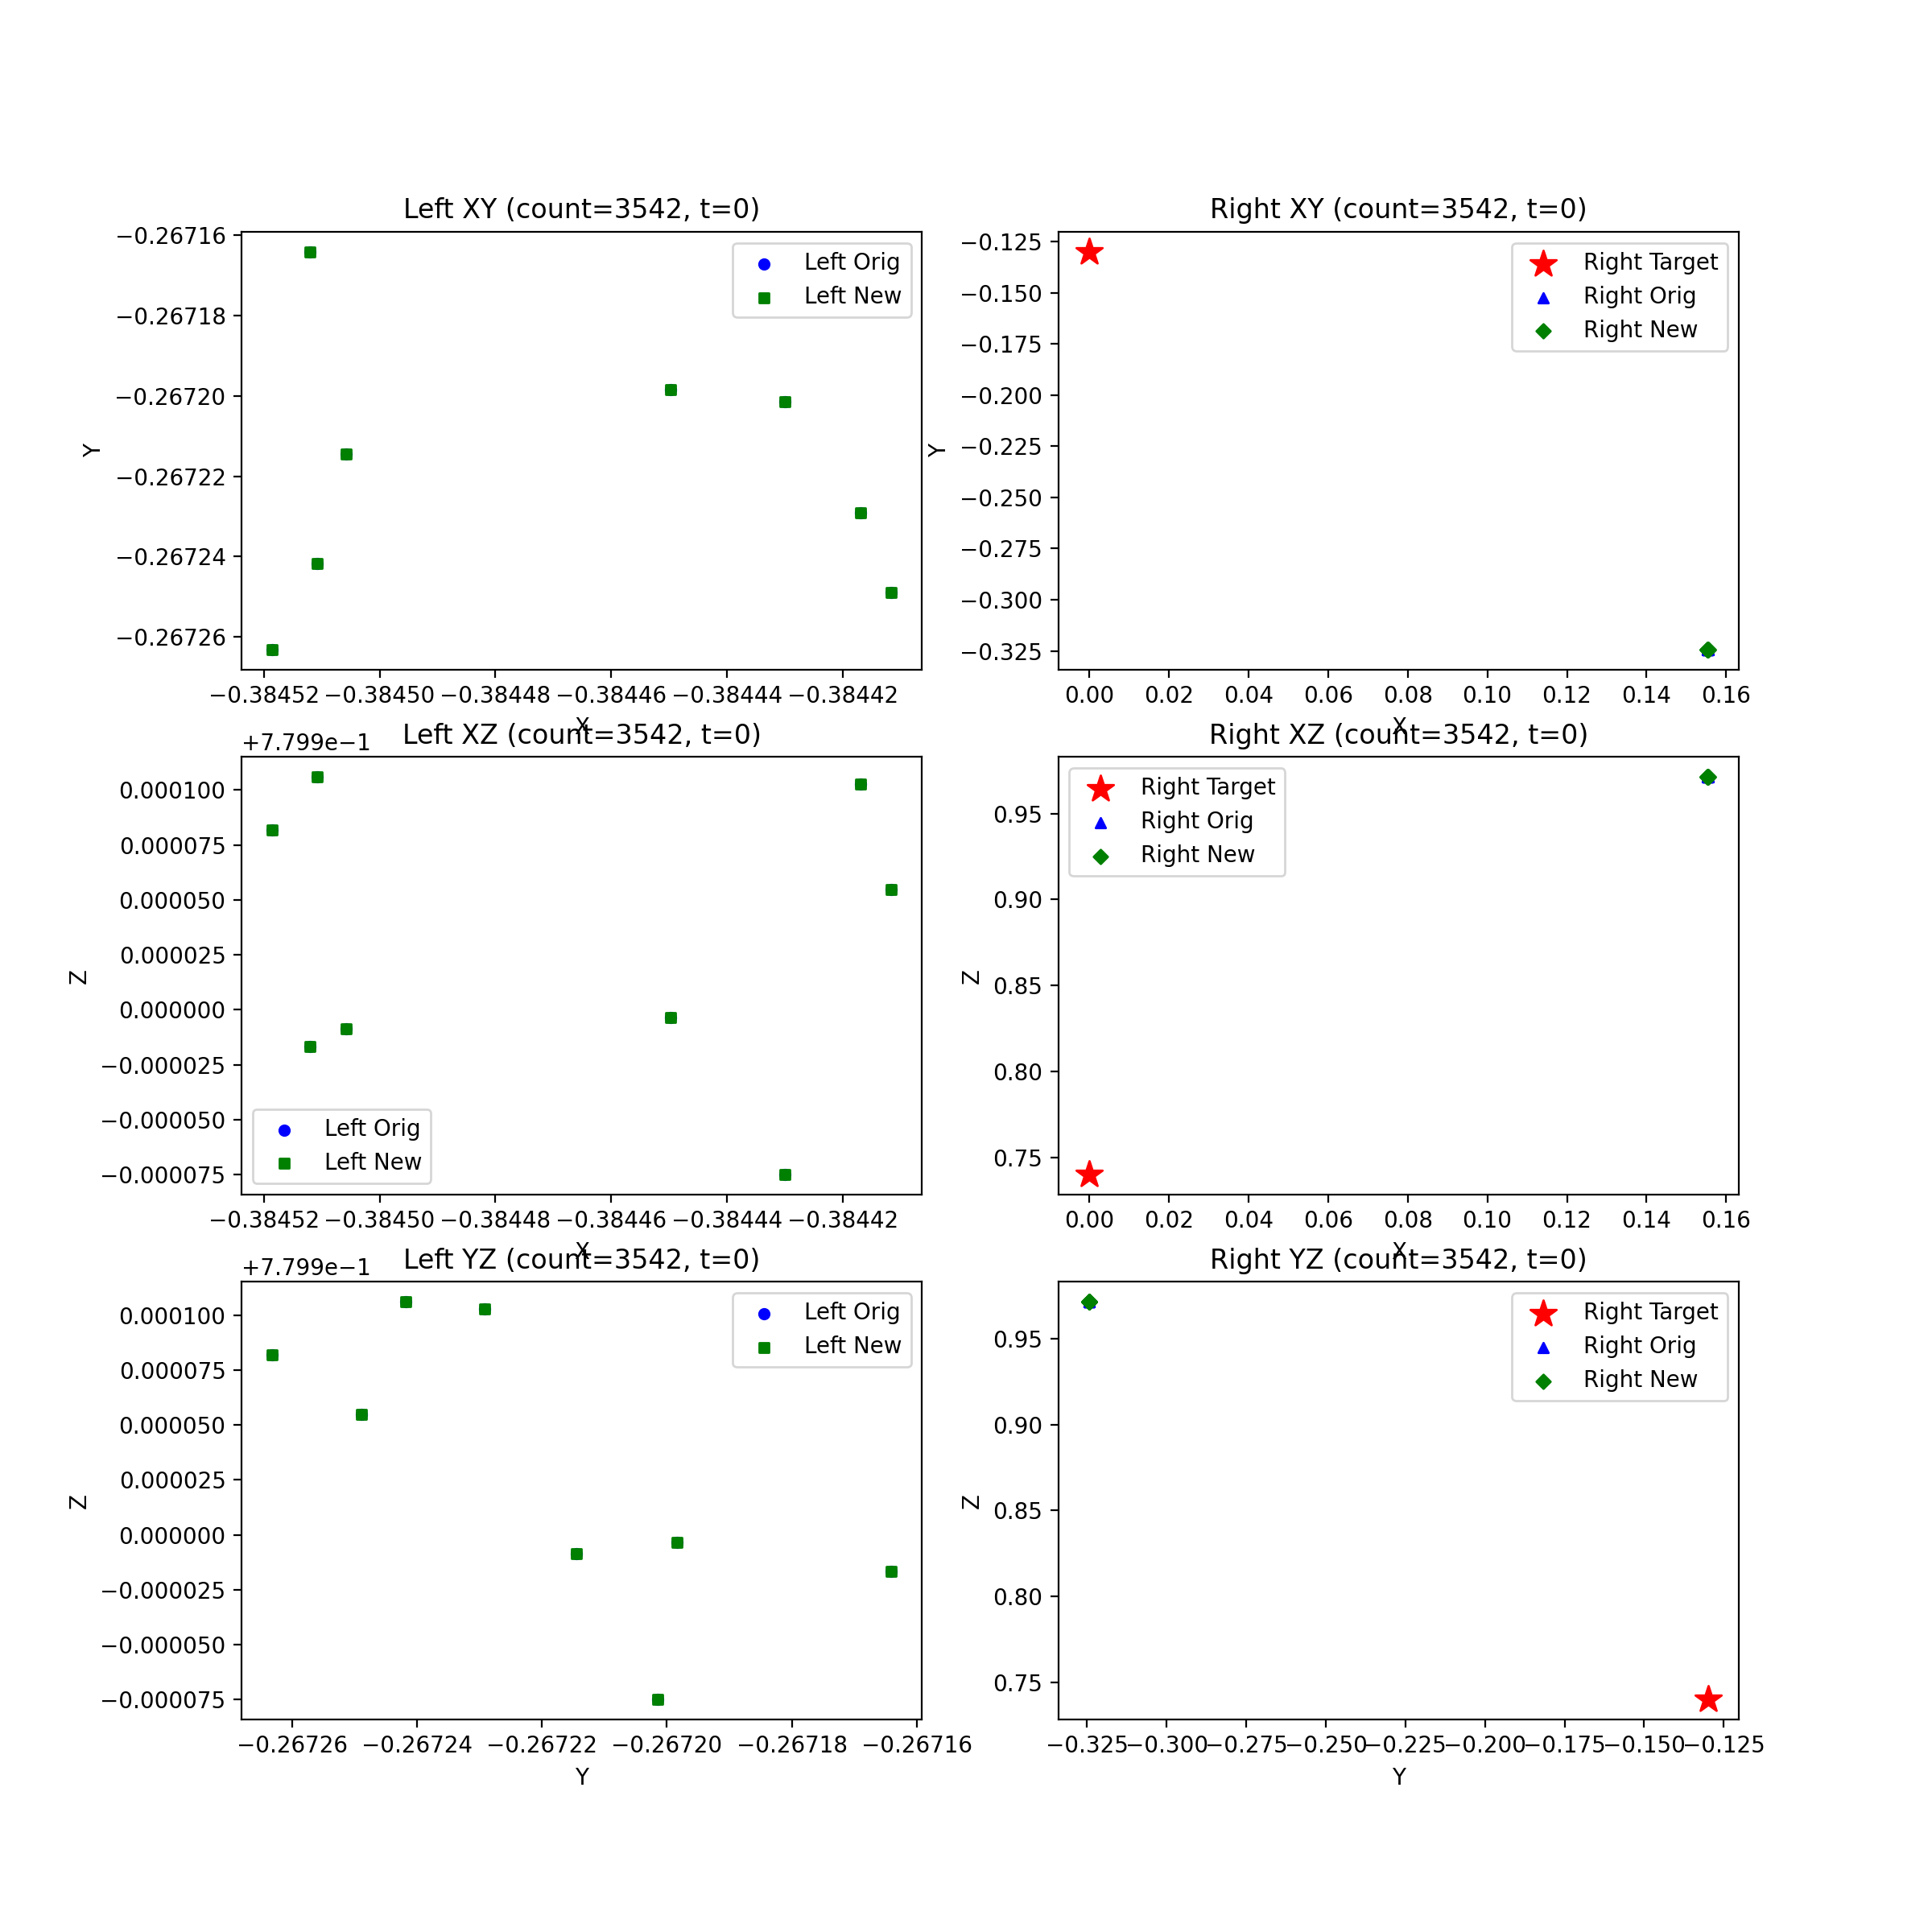 Left XY (count=3542, t=0)
−0.26716
−0.26718
−0.26720
−0.26722
−0.26724
−0.26726
Y
Left Orig
Left New
−0.38452 −0.38450 −0.38448 −0.38446 −0.38444 −0.38442
X
Right XY (count=3542, t=0)
−0.125
−0.150
−0.175
−0.200
−0.225
−0.250
−0.275
−0.300
−0.325
Y
Right Target
Right Orig
Right New
0.00 0.02 0.04 0.06 0.08 0.10 0.12 0.14 0.16
X
+7.799e−1
Left XZ (count=3542, t=0)
0.000100
0.000075
0.000050
0.000025
0.000000
−0.000025
−0.000050
−0.000075
Z
Left Orig
Left New
−0.38452 −0.38450 −0.38448 −0.38446 −0.38444 −0.38442
X
Right XZ (count=3542, t=0)
0.95
0.90
0.85
0.80
0.75
Z
Right Target
Right Orig
Right New
0.00 0.02 0.04 0.06 0.08 0.10 0.12 0.14 0.16
X
+7.799e−1
Left YZ (count=3542, t=0)
0.000100
0.000075
0.000050
0.000025
0.000000
−0.000025
−0.000050
−0.000075
Z
Left Orig
Left New
−0.26726 −0.26724 −0.26722 −0.26720 −0.26718 −0.26716
Y
Right YZ (count=3542, t=0)
0.95
0.90
0.85
0.80
0.75
Z
Right Target
Right Orig
Right New
−0.325 −0.300 −0.275 −0.250 −0.225 −0.200 −0.175 −0.150 −0.125
Y